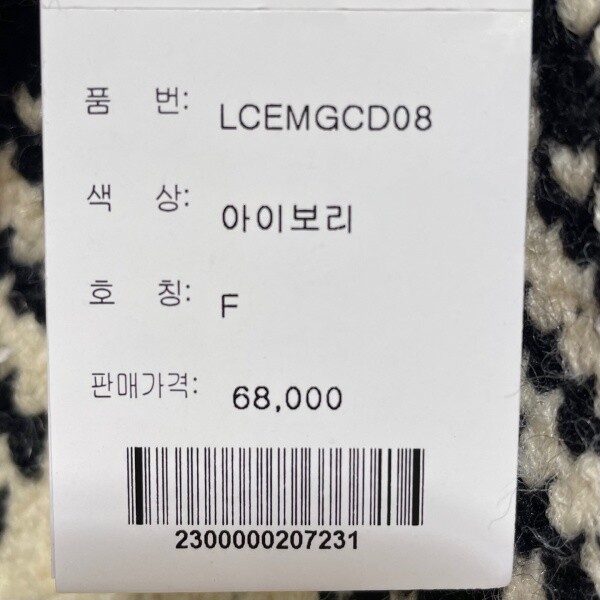 품 번: LCEMGCD08
색 상: 아이보리
호 칭: F
판매가격: 68,000
2300000207231